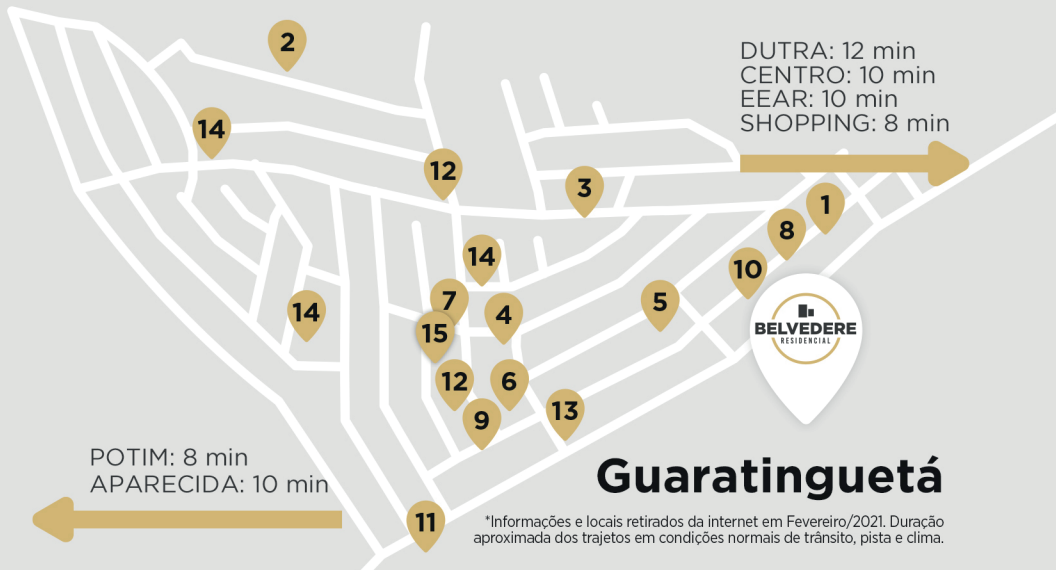 2
DUTRA: 12 min
CENTRO: 10 min
EEAR: 10 min
SHOPPING: 8 min
14
12
3
1
8
14
10
7
5
14
4
15
BELVEDERE
RESIDENCIAL
12
6
13
9
POTIM: 8 min
APARECIDA: 10 min
Guaratinguetá
11
*Informações e locais retirados da internet em Fevereiro/2021. Duração
aproximada dos trajetos em condições normais de trânsito, pista e clima.